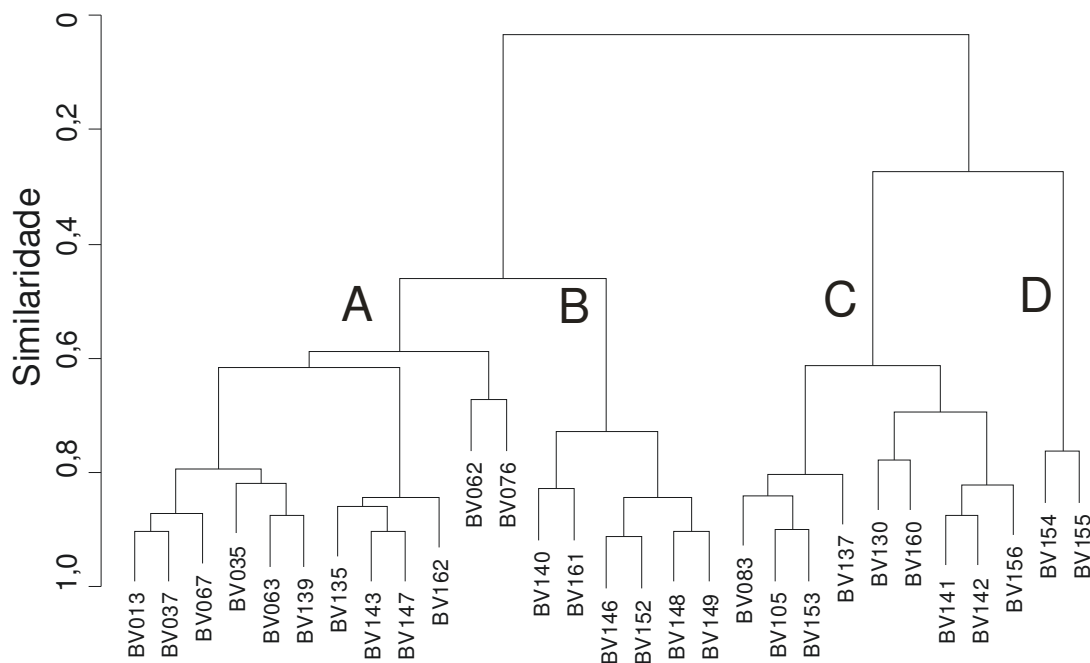 Similaridade
0
0,2
0,4
0,6
0,8
1,0
A
B
C
D
BV013
BV037
BV067
BV035
BV063
BV139
BV135
BV143
BV147
BV162
BV062
BV076
BV140
BV161
BV146
BV152
BV148
BV149
BV083
BV105
BV153
BV137
BV130
BV160
BV141
BV142
BV156
BV154
BV155